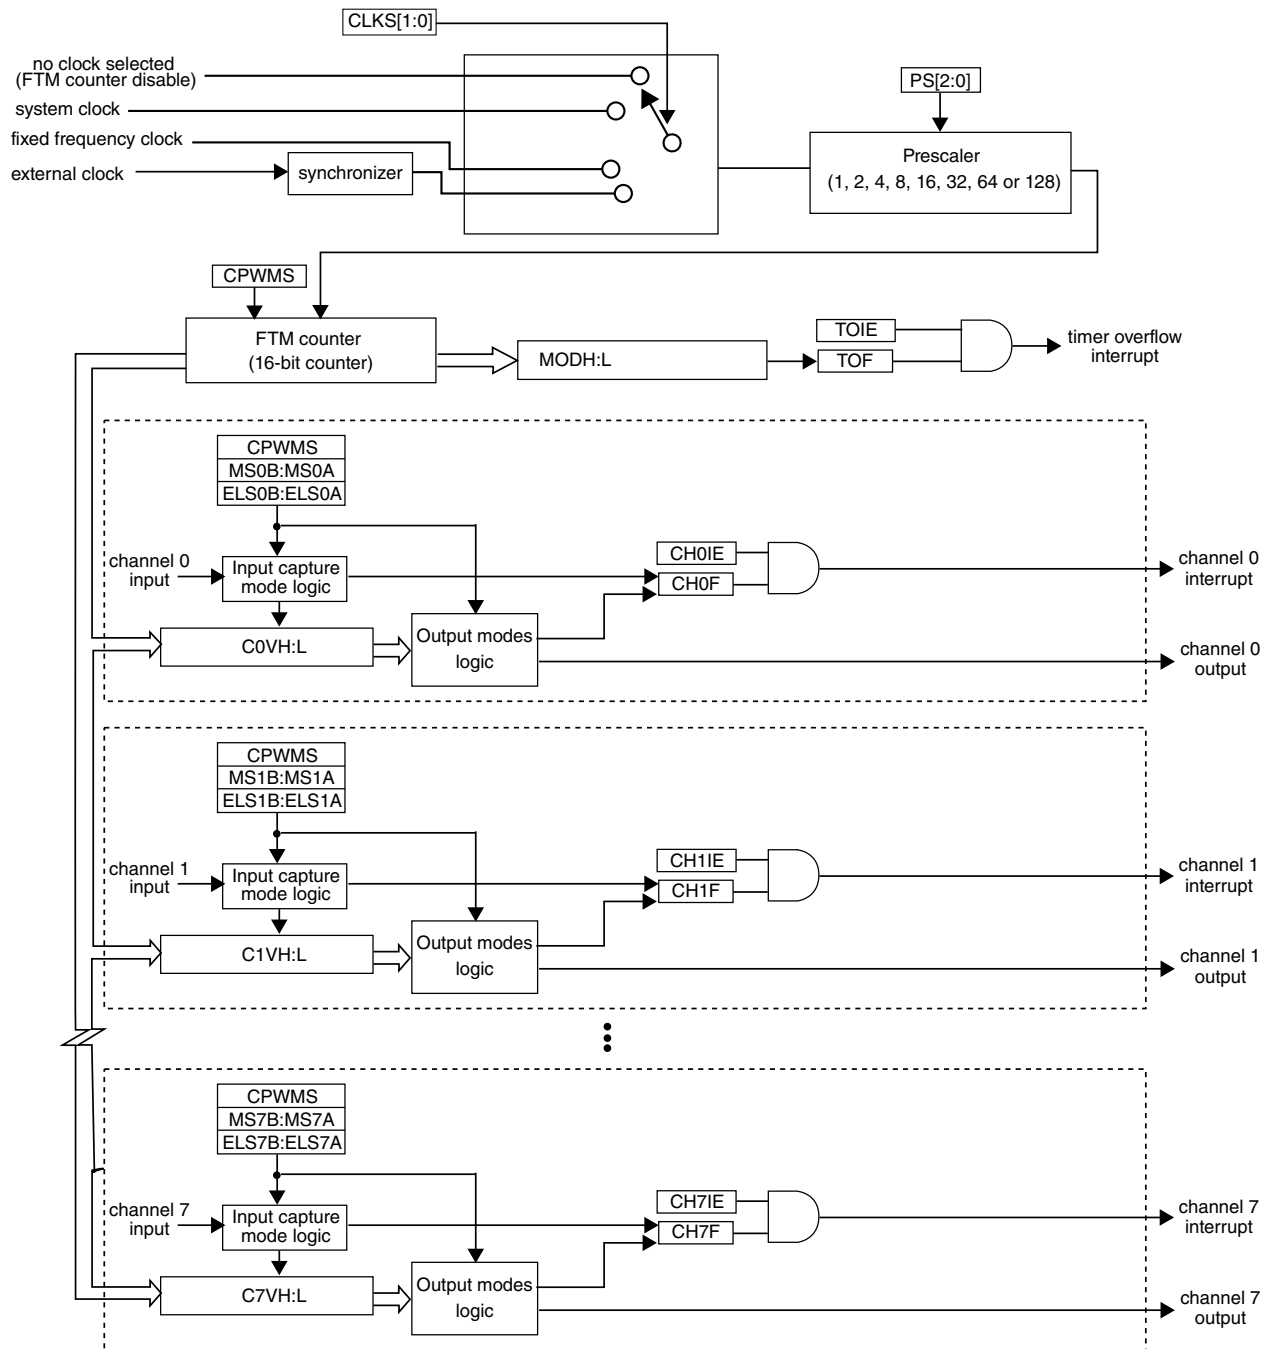 CLKS[1:0]
no clock selected
(FTM counter disable)
system clock
fixed frequency clock
external clock
synchronizer
PS[2:0]
Prescaler
(1, 2, 4, 8, 16, 32, 64 or 128)
CPWMS
FTM counter
(16-bit counter)
MODH:L
TOIE
TOF
timer overflow
interrupt
CPWMS
MS0B:MS0A
ELS0B:ELS0A
channel 0
input
Input capture
mode logic
C0VH:L
Output modes
logic
CH0IE
CH0F
channel 0
interrupt
channel 0
output
CPWMS
MS1B:MS1A
ELS1B:ELS1A
channel 1
input
Input capture
mode logic
C1VH:L
Output modes
logic
CH1IE
CH1F
channel 1
interrupt
channel 1
output
CPWMS
MS7B:MS7A
ELS7B:ELS7A
channel 7
input
Input capture
mode logic
C7VH:L
Output modes
logic
CH7IE
CH7F
channel 7
interrupt
channel 7
output